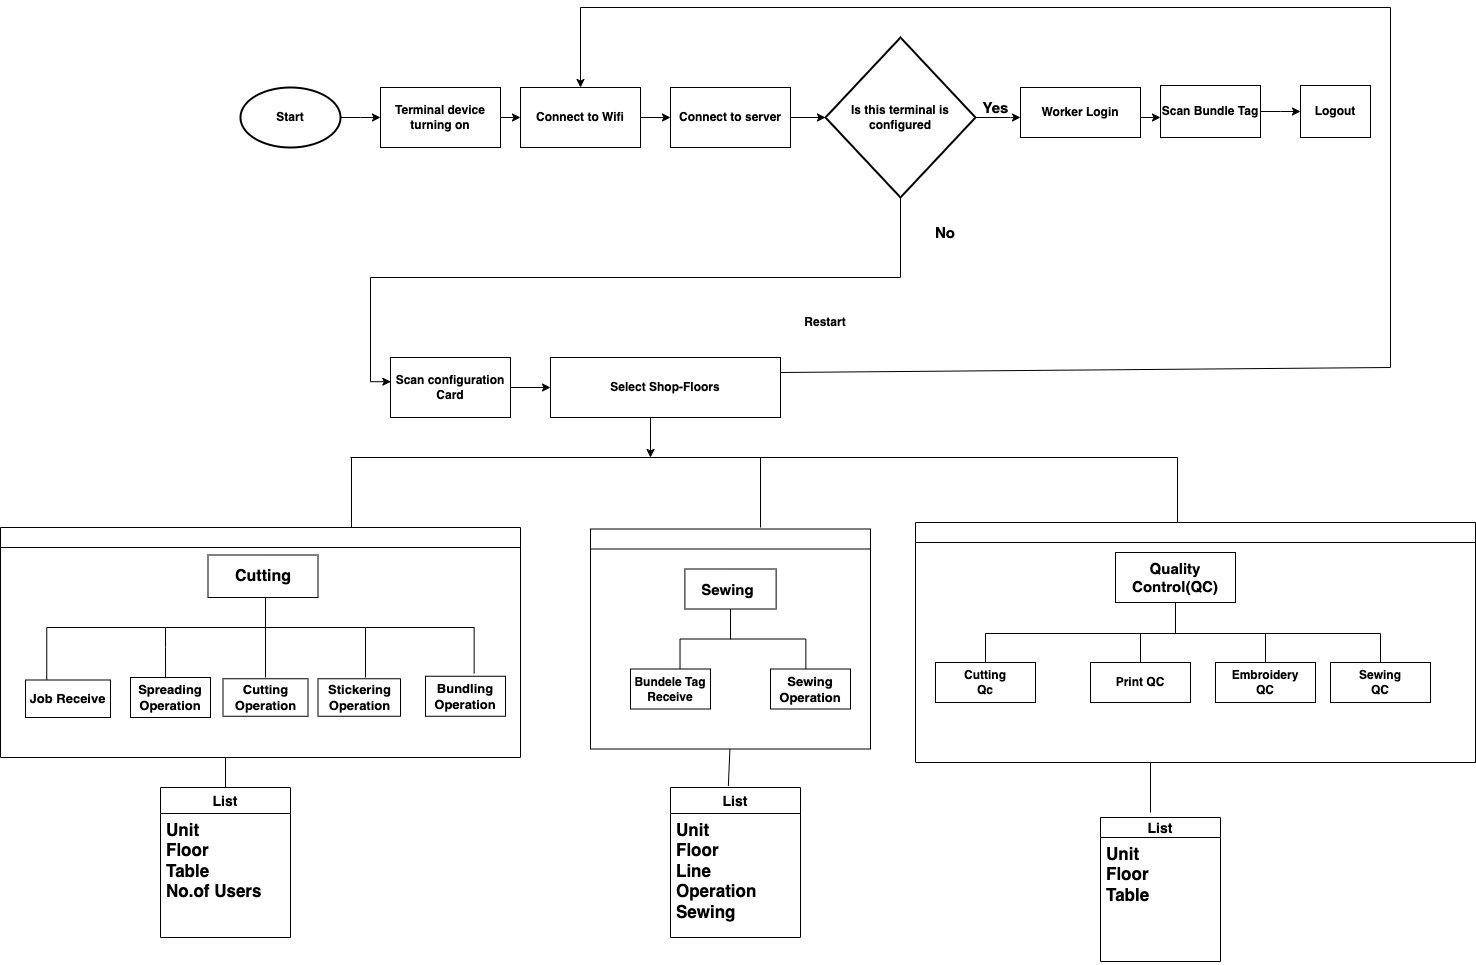 Start
Terminal device
turning on
Connect to Wifi
Connect to server
Is this terminal is
configured
Yes
Worker Login
Scan Bundle Tag
Logout
No
Restart
Scan configuration
Card
Select Shop-Floors
Cutting
Job Receive
Spreading
Operation
Cutting
Operation
Stickering
Operation
Bundling
Operation
Sewing
Bundele Tag
Receive
Sewing
Operation
Quality
Control(QC)
Cutting
Qc
Print QC
Embroidery
QC
Sewing
QC
List
Unit
Floor
Table
No.of Users
List
Unit
Floor
Line
Operation
Sewing
List
Unit
Floor
Table